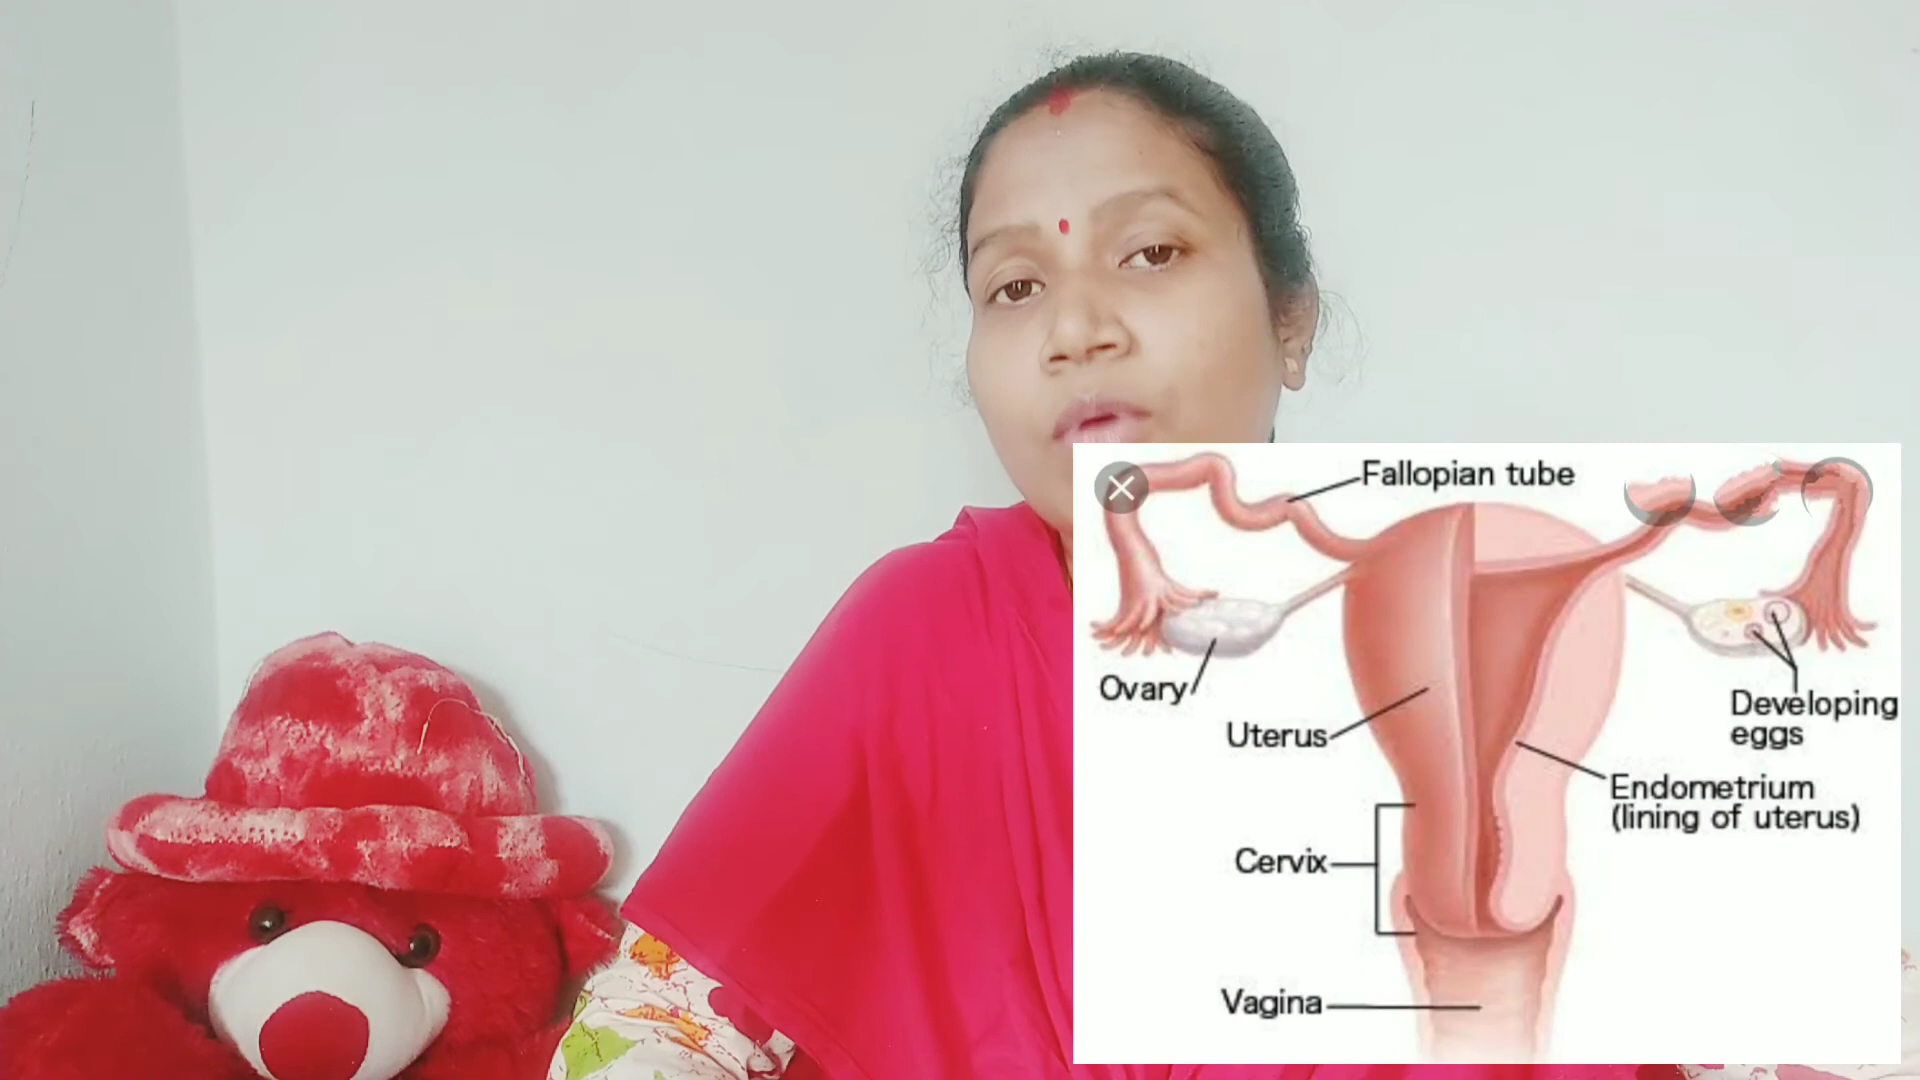 Fallopian tube
Ovary
Uterus
Developing
eggs
Endometrium
(lining of uterus)
Cervix
Vagina